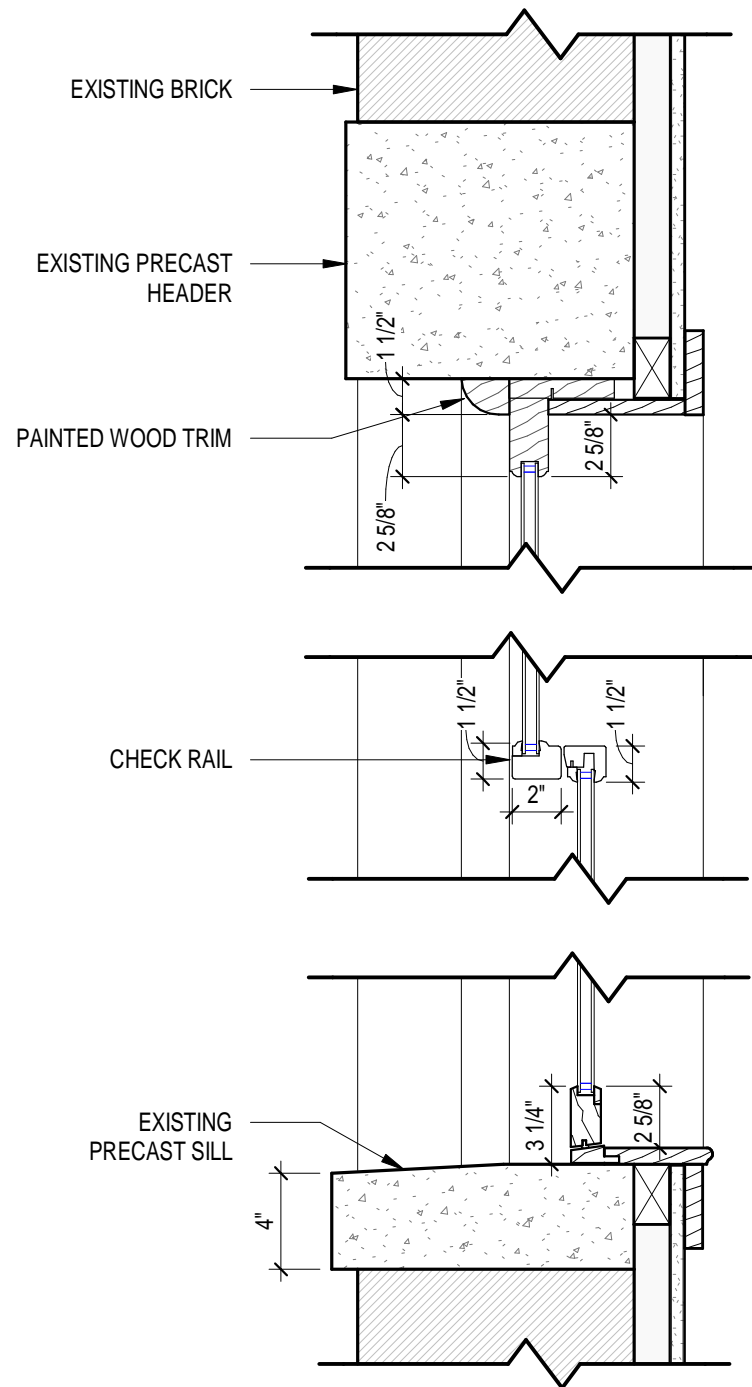 EXISTING BRICK
EXISTING PRECAST
HEADER
1 1/2"
PAINTED WOOD TRIM
2 5/8"
2 5/8"
1 1/2"
1 1/2"
CHECK RAIL
2"
3 1/4"
2 5/8"
EXISTING
PRECAST SILL
4"